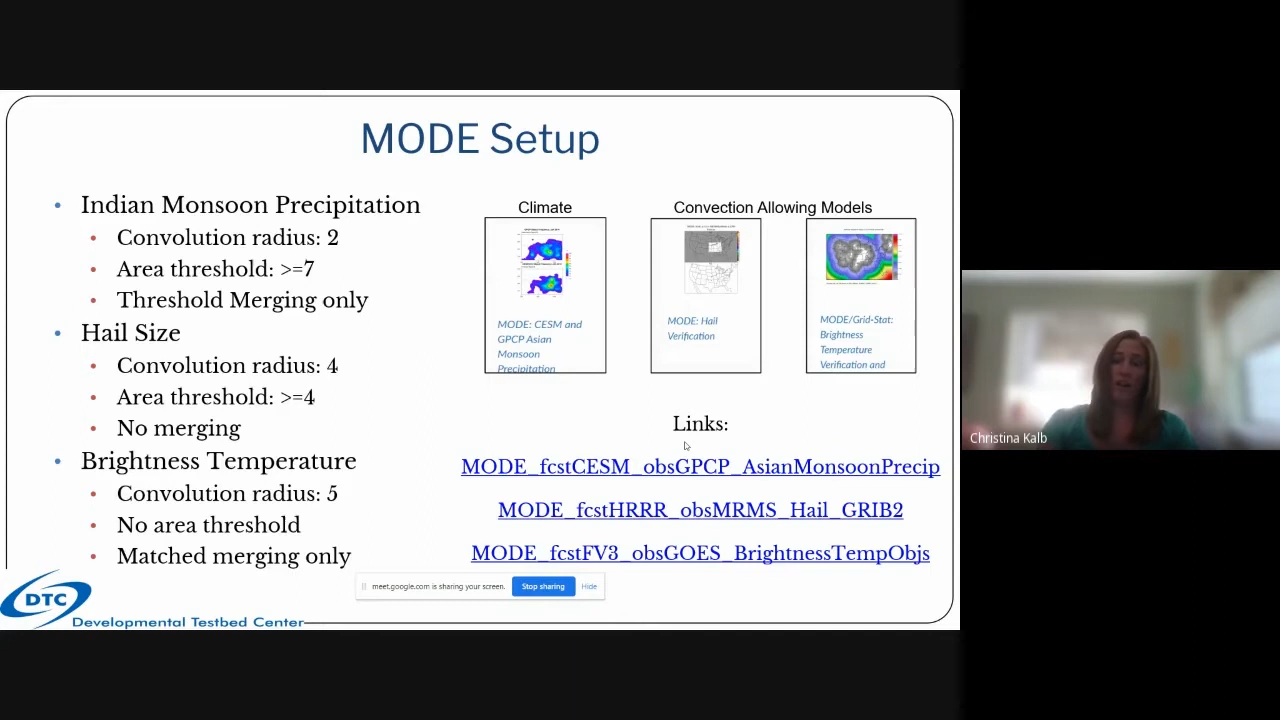 MODE Setup
• Indian Monsoon Precipitation
• Convolution radius: 2
• Area threshold: >=7
• Threshold Merging only
• Hail Size
• Convolution radius: 4
• Area threshold: >=4
• No merging
• Brightness Temperature
• Convolution radius: 5
• No area threshold
• Matched merging only
Climate
MODE: CESM and
GPCP Asian
Monsoon
Precipitation
Convection Allowing Models
MODE: Hail
Verification
MODE/Grid-Stat:
Brightness
Temperature
Verification and
Links:
MODE_fcstCESM_obsGPCP_AsianMonsoonPrecip
MODE_fcstHRRR_obsMRMS_Hail_GRIB2
MODE_fcstFV3_obsGOES_BrightnessTempObjs
meet.google.com is sharing your screen. Stop sharing Hide
DTC
Developmental Testbed Center
Christina Kalb